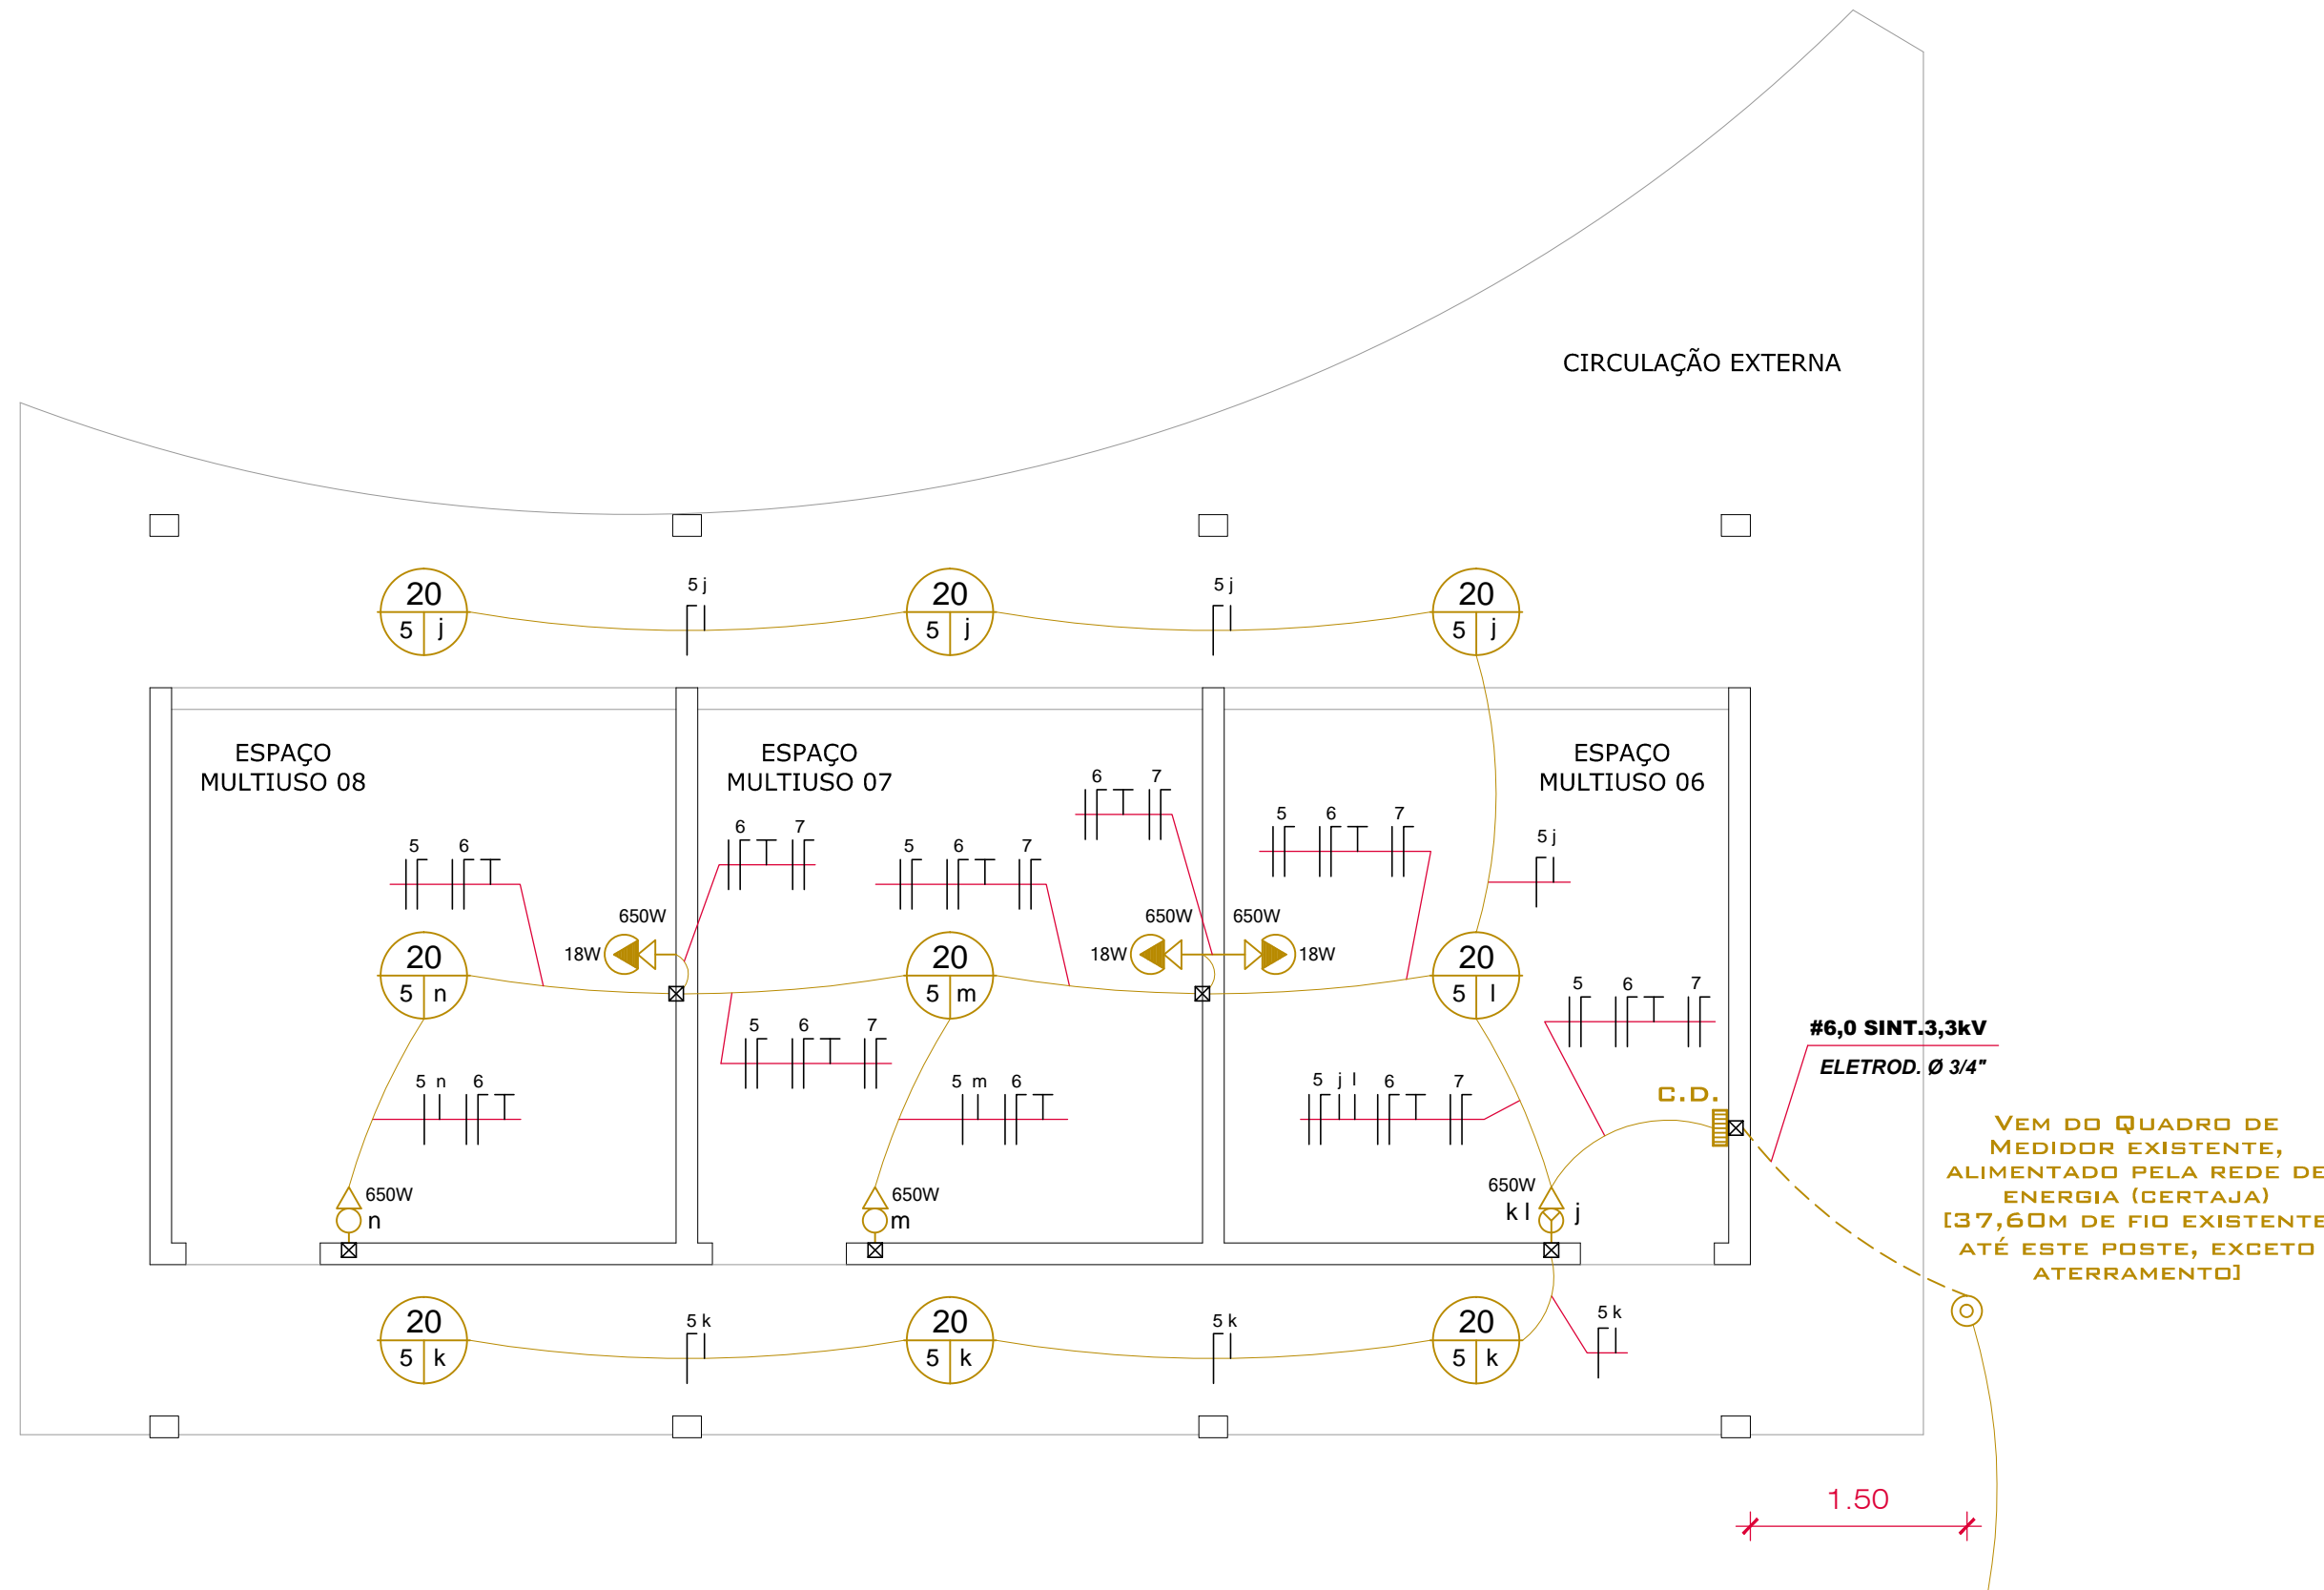 CIRCULAÇÃO EXTERNA
5 j
5 j
20
5 j
20
5 j
20
5 j
ESPAÇO
MULTIUSO 08
ESPAÇO
MULTIUSO 07
ESPAÇO
MULTIUSO 06
6 7
5 6 7
5 j
6 7
5 6
5 6 7
650W
650W
650W
18W
18W
18W
20
5 n
20
5 m
20
5 l
5 6 7
5 6 7
#6,0 SINT.3,3kV
ELETROD. Ø 3/4"
5 n 6
5 m 6
5 j l 6 7
C.D.
VEM DO QUADRO DE
MEDIDOR EXISTENTE,
ALIMENTADO PELA REDE DE
ENERGIA (CERTAJA)
[37,60M DE FIO EXISTENTE
ATÉ ESTE POSTE, EXCETO
ATERRAMENTO]
650W
n
650W
m
650W
k l j
5 k
5 k
5 k
20
5 k
20
5 k
20
5 k
1.50